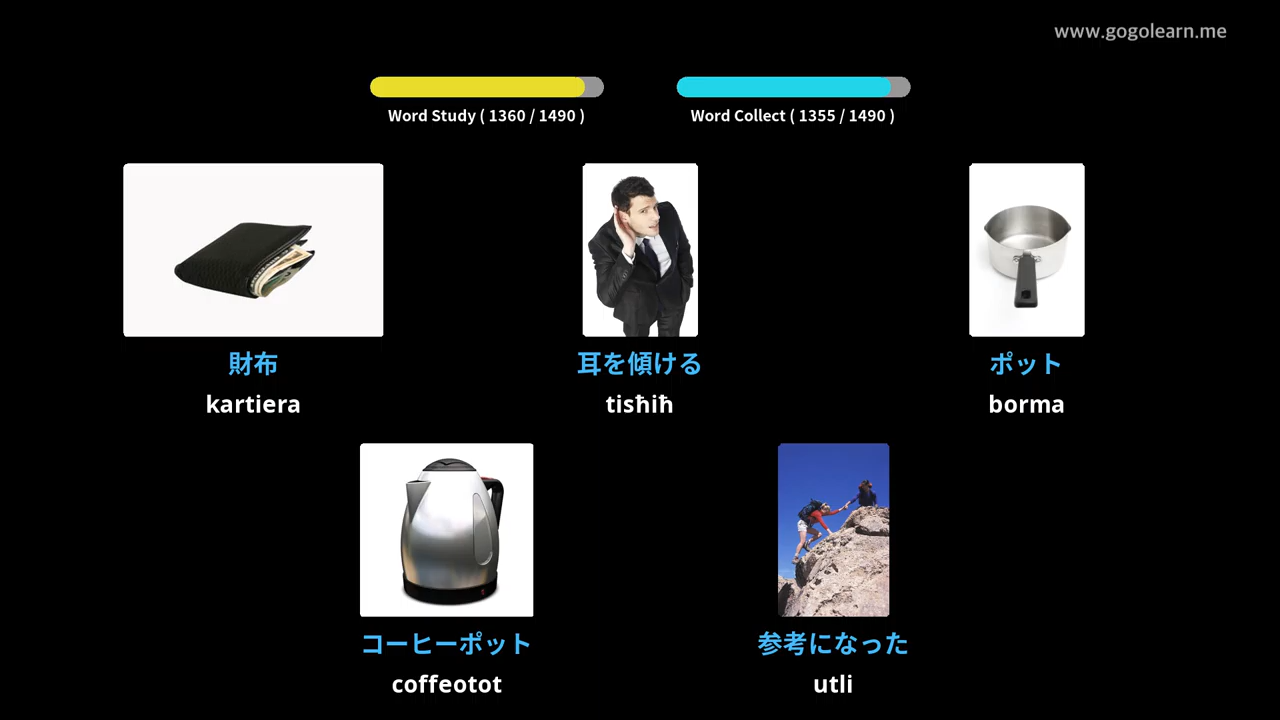 www.gogolearn.me
Word Study ( 1360 / 1490 )
Word Collect ( 1355 / 1490 )
財布
耳を傾ける
ポット
kartiera
tisħiħ
borma
コーヒーポット
参考になった
coffeotot
utli